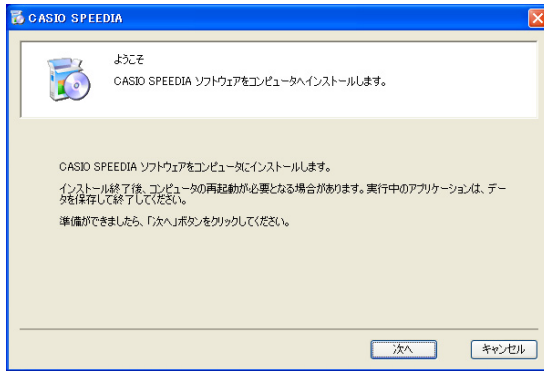 CASIO SPEEDIA
ようこそ
CASIO SPEEDIA ソフトウェアをコンピュータへインストールします。
CASIO SPEEDIA ソフトウェアをコンピュータにインストールします。
インストール終了後、コンピュータの再起動が必要となる場合があります。実行中のアプリケーションは、デー
タを保存して終了してください。
準備ができましたら、「次へ」ボタンをクリックしてください。
次へ
キャンセル